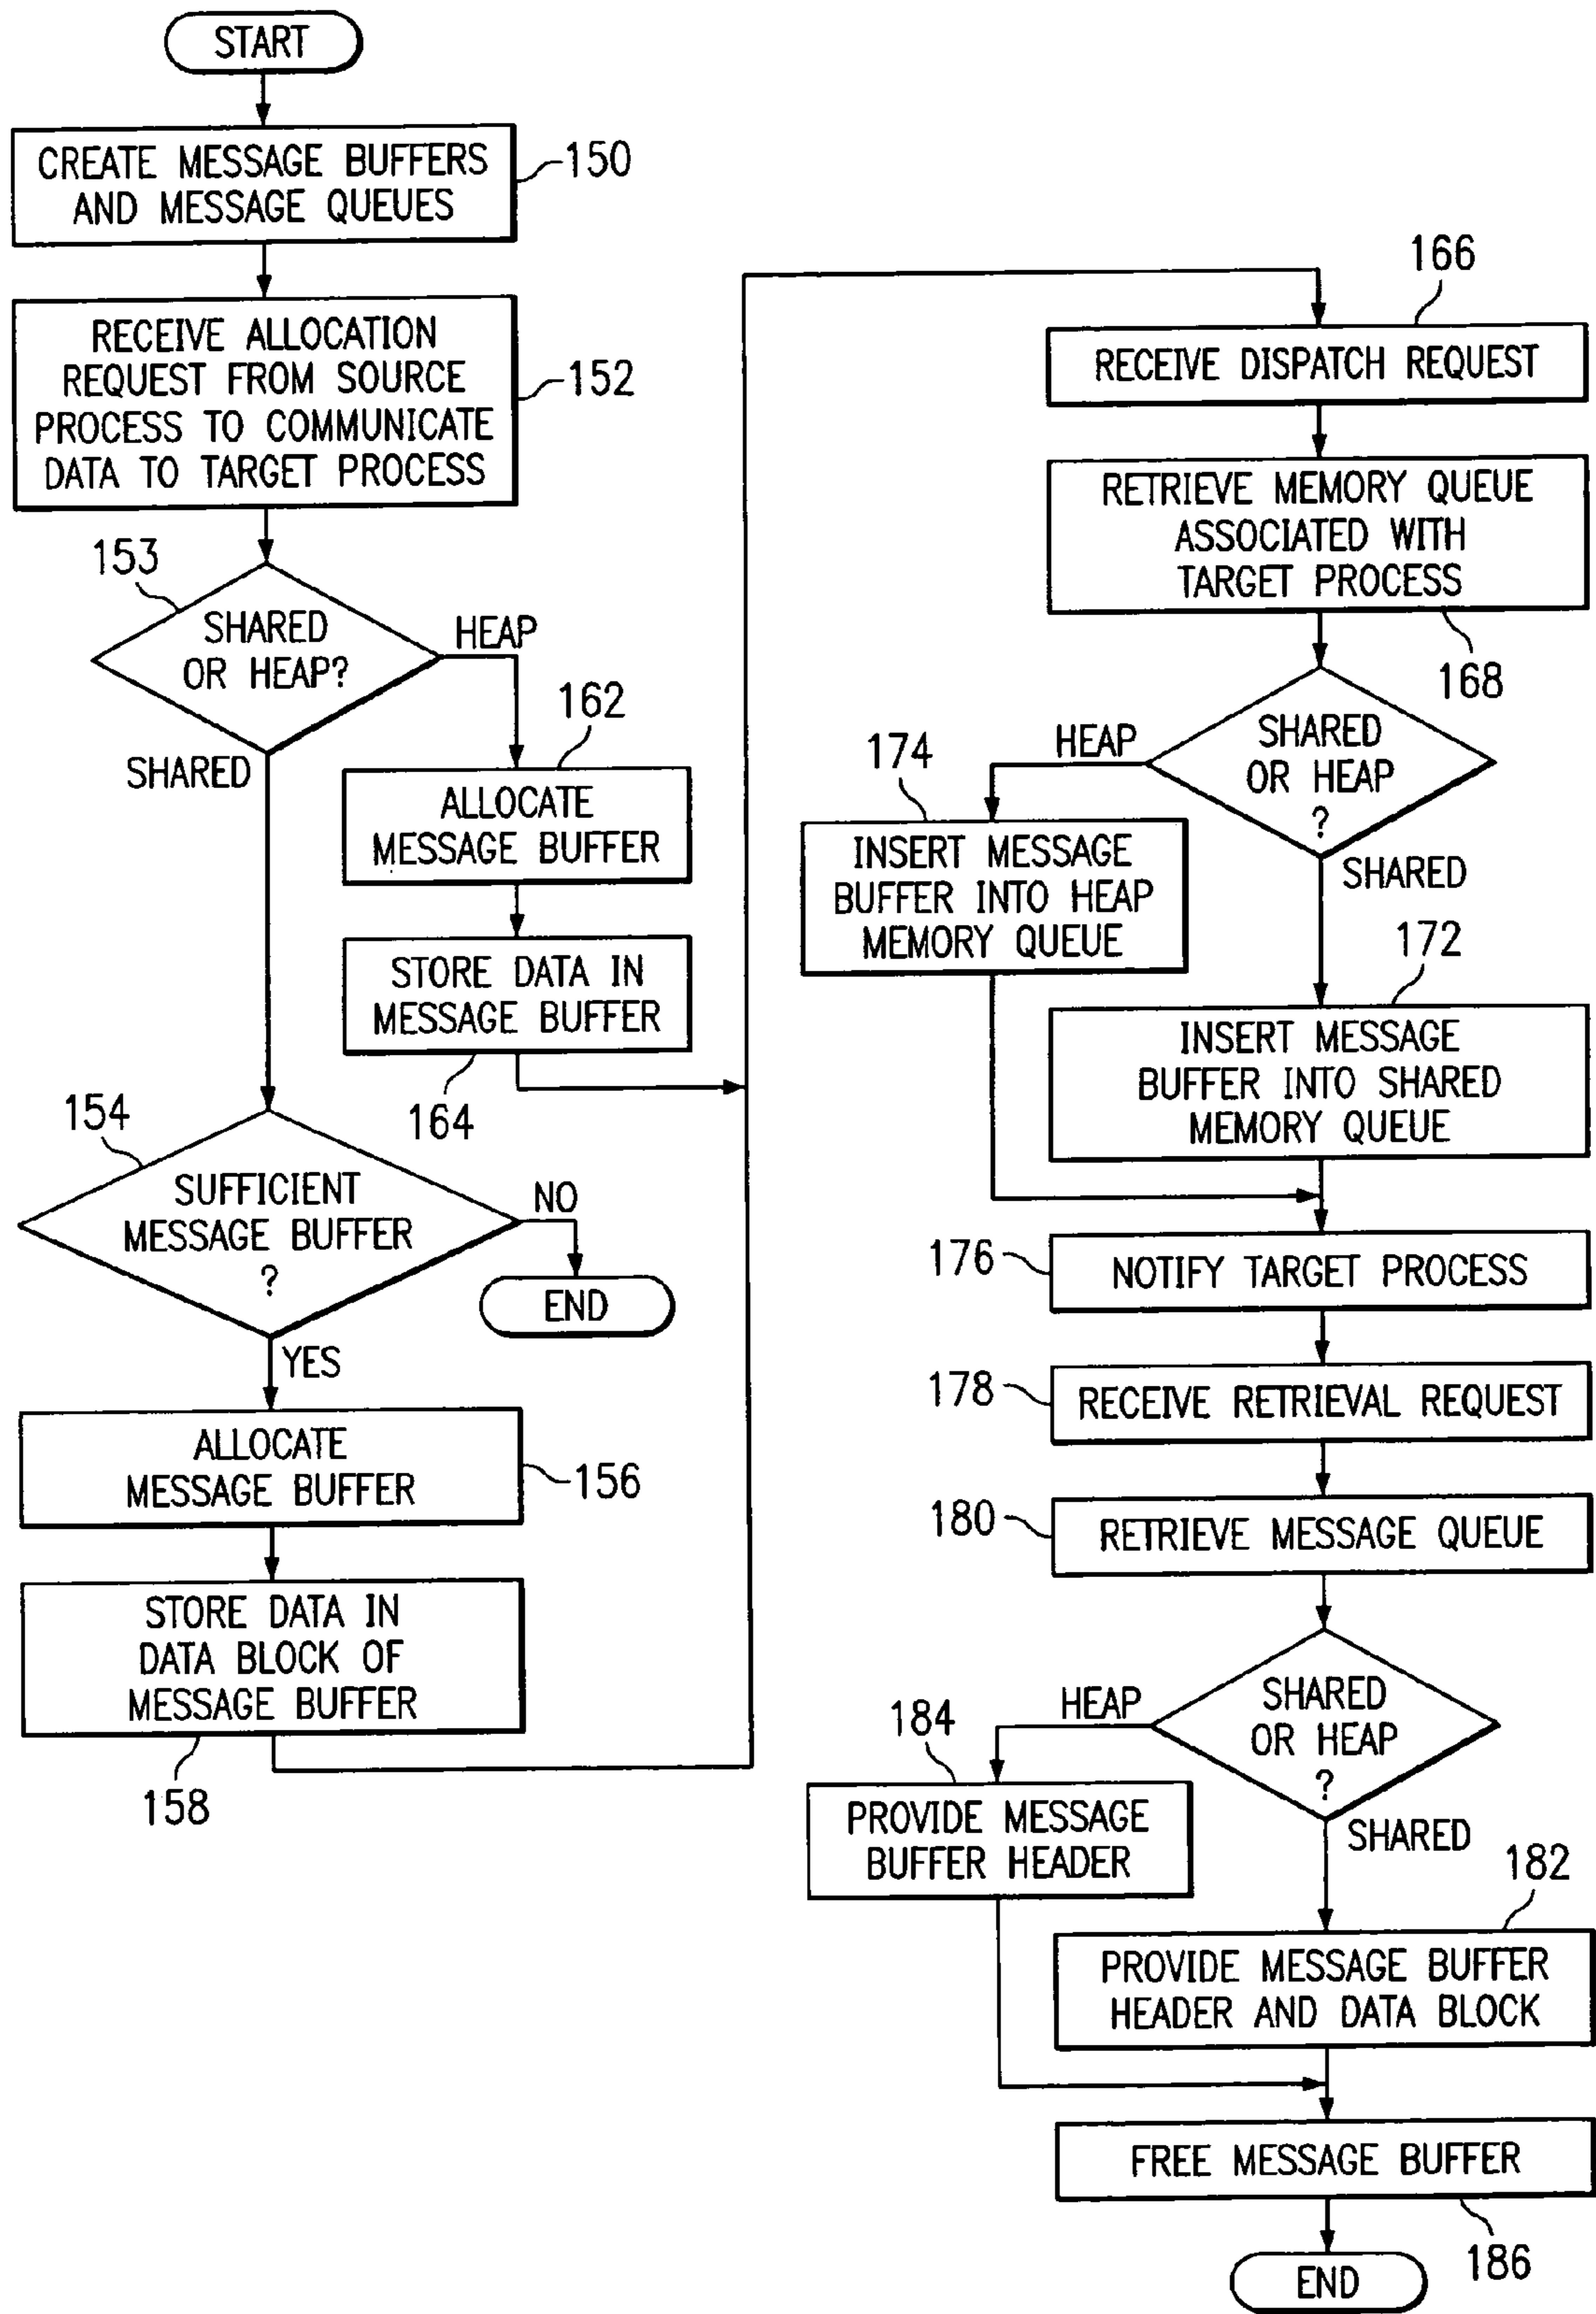 START
CREATE MESSAGE BUFFERS
AND MESSAGE QUEUES
150
RECEIVE ALLOCATION
REQUEST FROM SOURCE
PROCESS TO COMMUNICATE
DATA TO TARGET PROCESS
152
153
SHARED
OR HEAP?
HEAP
SHARED
162
ALLOCATE
MESSAGE BUFFER
STORE DATA IN
MESSAGE BUFFER
164
154
SUFFICIENT
MESSAGE BUFFER
?
NO
END
YES
ALLOCATE
MESSAGE BUFFER
156
STORE DATA IN
DATA BLOCK OF
MESSAGE BUFFER
158
166
RECEIVE DISPATCH REQUEST
RETRIEVE MEMORY QUEUE
ASSOCIATED WITH
TARGET PROCESS
168
SHARED
OR HEAP
?
HEAP
SHARED
174
INSERT MESSAGE
BUFFER INTO HEAP
MEMORY QUEUE
172
INSERT MESSAGE
BUFFER INTO SHARED
MEMORY QUEUE
176
NOTIFY TARGET PROCESS
178
RECEIVE RETRIEVAL REQUEST
180
RETRIEVE MESSAGE QUEUE
SHARED
OR HEAP
?
HEAP
SHARED
184
PROVIDE MESSAGE
BUFFER HEADER
182
PROVIDE MESSAGE BUFFER
HEADER AND DATA BLOCK
FREE MESSAGE BUFFER
186
END